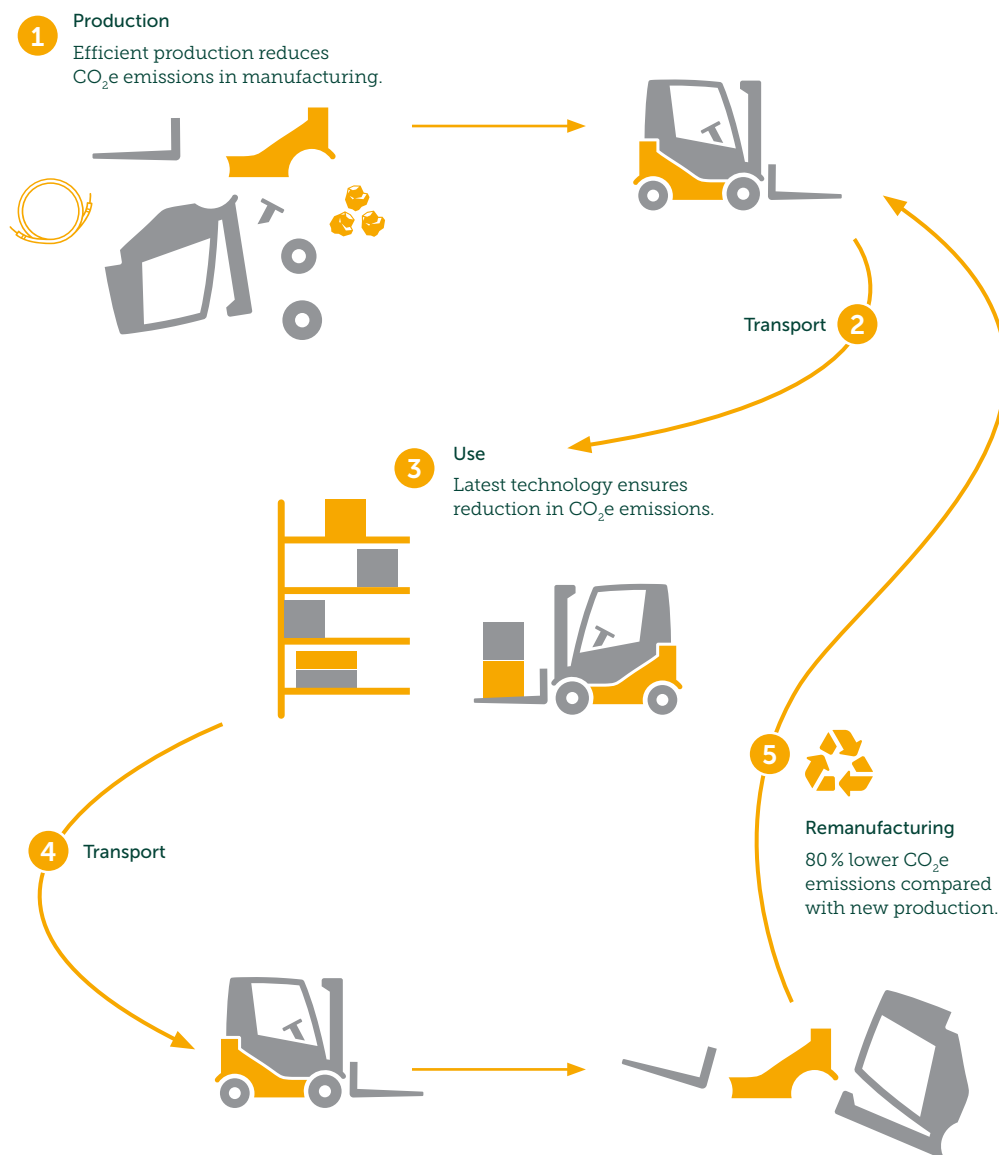 1
Production
Efficient production reduces
CO₂e emissions in manufacturing.
Transport
2
3
Use
Latest technology ensures
reduction in CO₂e emissions.
5
4
Transport
Remanufacturing
80 % lower CO₂e
emissions compared
with new production.